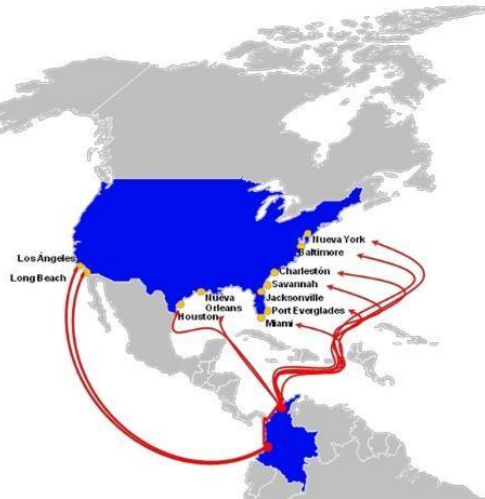 Los Ángeles
Long Beach
Nueva York
Baltimore
Charlestón
Savannah
Jacksonville
Port Everglades
Miami
Nueva
Orleans
Houston